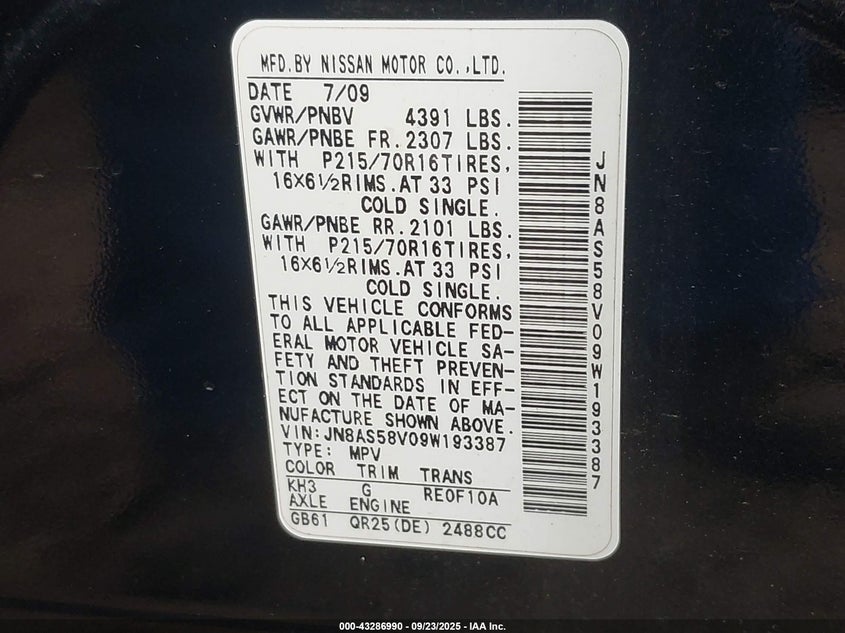 MFD.BY NISSAN MOTOR CO.,LTD.
DATE 7/09
GVWR/PNBV 4391 LBS.
GAWR/PNBE FR.2307 LBS.
WITH P215/70R16TIRES,
16X6½RIMS.AT 33 PSI
COLD SINGLE.
GAWR/PNBE RR.2101 LBS.
WITH P215/70R16TIRES,
16X6½RIMS.AT 33 PSI
COLD SINGLE.
THIS VEHICLE CONFORMS
TO ALL APPLICABLE FED-
ERAL MOTOR VEHICLE SA-
FETY AND THEFT PREVEN-
TION STANDARDS IN EFF-
ECT ON THE DATE OF MA-
NUFACTURE SHOWN ABOVE.
VIN:JN8AS58V09W193387
TYPE: MPV
COLOR TRIM TRANS
KH3 G RE0F10A
AXLE ENGINE
GB61 QR25(DE) 2488CC
JN8AS58V09W193387
000-43286990 - 09/23/2025 - IAA Inc.